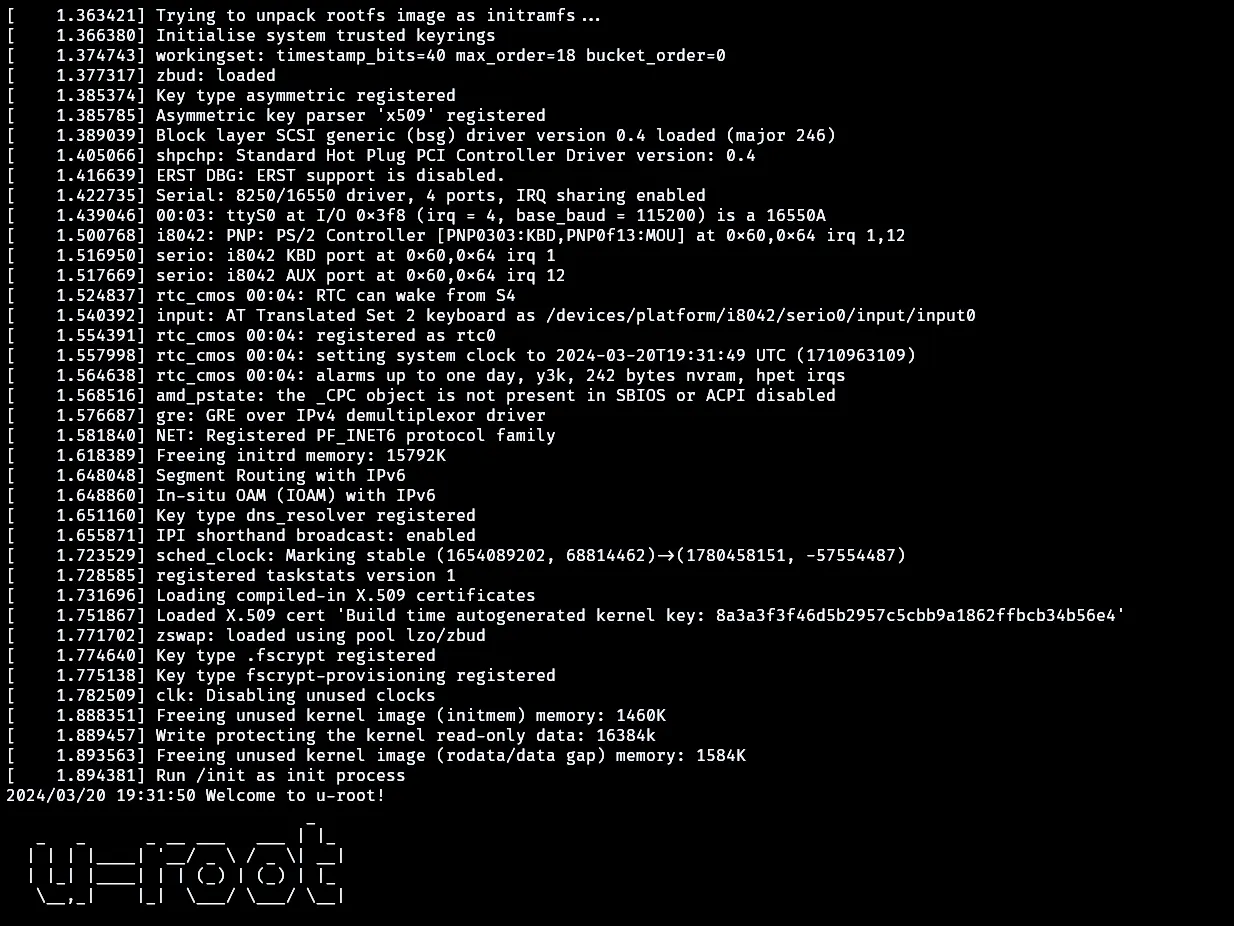 [    1.363421] Trying to unpack rootfs image as initramfs...
[    1.366380] Initialise system trusted keyrings
[    1.374743] workingset: timestamp_bits=40 max_order=18 bucket_order=0
[    1.377317] zbud: loaded
[    1.385374] Key type asymmetric registered
[    1.385785] Asymmetric key parser 'x509' registered
[    1.389039] Block layer SCSI generic (bsg) driver version 0.4 loaded (major 246)
[    1.405066] shpchp: Standard Hot Plug PCI Controller Driver version: 0.4
[    1.416639] ERST DBG: ERST support is disabled.
[    1.422735] Serial: 8250/16550 driver, 4 ports, IRQ sharing enabled
[    1.439046] 00:03: ttyS0 at I/O 0x3f8 (irq = 4, base_baud = 115200) is a 16550A
[    1.500768] i8042: PNP: PS/2 Controller [PNP0303:KBD,PNP0f13:MOU] at 0x60,0x64 irq 1,12
[    1.516950] serio: i8042 KBD port at 0x60,0x64 irq 1
[    1.517669] serio: i8042 AUX port at 0x60,0x64 irq 12
[    1.524837] rtc_cmos 00:04: RTC can wake from S4
[    1.540392] input: AT Translated Set 2 keyboard as /devices/platform/i8042/serio0/input/input0
[    1.554391] rtc_cmos 00:04: registered as rtc0
[    1.557998] rtc_cmos 00:04: setting system clock to 2024-03-20T19:31:49 UTC (1710963109)
[    1.564638] rtc_cmos 00:04: alarms up to one day, y3k, 242 bytes nvram, hpet irqs
[    1.568516] amd_pstate: the _CPC object is not present in SBIOS or ACPI disabled
[    1.576687] gre: GRE over IPv4 demultiplexor driver
[    1.581840] NET: Registered PF_INET6 protocol family
[    1.618389] Freeing initrd memory: 15792K
[    1.648048] Segment Routing with IPv6
[    1.648860] In-situ OAM (IOAM) with IPv6
[    1.651160] Key type dns_resolver registered
[    1.655871] IPI shorthand broadcast: enabled
[    1.723529] sched_clock: Marking stable (1654089202, 68814462)->(1780458151, -57554487)
[    1.728585] registered taskstats version 1
[    1.731696] Loading compiled-in X.509 certificates
[    1.751867] Loaded X.509 cert 'Build time autogenerated kernel key: 8a3a3f3f46d5b2957c5cbb9a1862ffbcb34b56e4'
[    1.771702] zswap: loaded using pool lzo/zbud
[    1.774640] Key type .fscrypt registered
[    1.775138] Key type fscrypt-provisioning registered
[    1.782509] clk: Disabling unused clocks
[    1.888351] Freeing unused kernel image (initmem) memory: 1460K
[    1.889457] Write protecting the kernel read-only data: 16384k
[    1.893563] Freeing unused kernel image (rodata/data gap) memory: 1584K
[    1.894381] Run /init as init process
2024/03/20 19:31:50 Welcome to u-root!
u-root